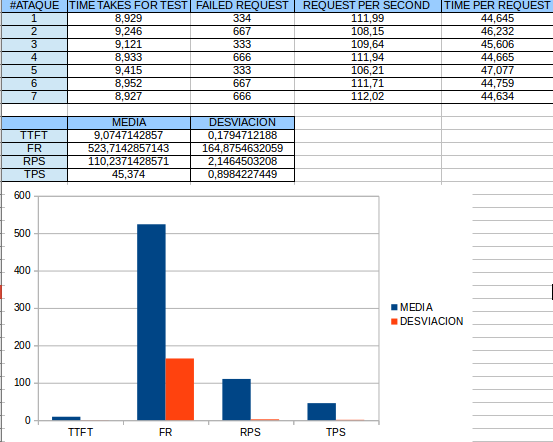 #ATAQUE TIME TAKES FOR TEST FAILED REQUEST REQUEST PER SECOND TIME PER REQUEST
1 8,929 334 111,99 44,645
2 9,246 667 108,15 46,232
3 9,121 333 109,64 45,606
4 8,933 666 111,94 44,665
5 9,415 333 106,21 47,077
6 8,952 667 111,71 44,759
7 8,927 666 112,02 44,634
MEDIA DESVIACION
TTFT 9,0747142857 0,1794712188
FR 523,7142857143 164,8754632059
RPS 110,2371428571 2,1464503208
TPS 45,374 0,8984227449
600
500
400
300
200
100
0
TTFT FR RPS TPS
MEDIA
DESVIACION